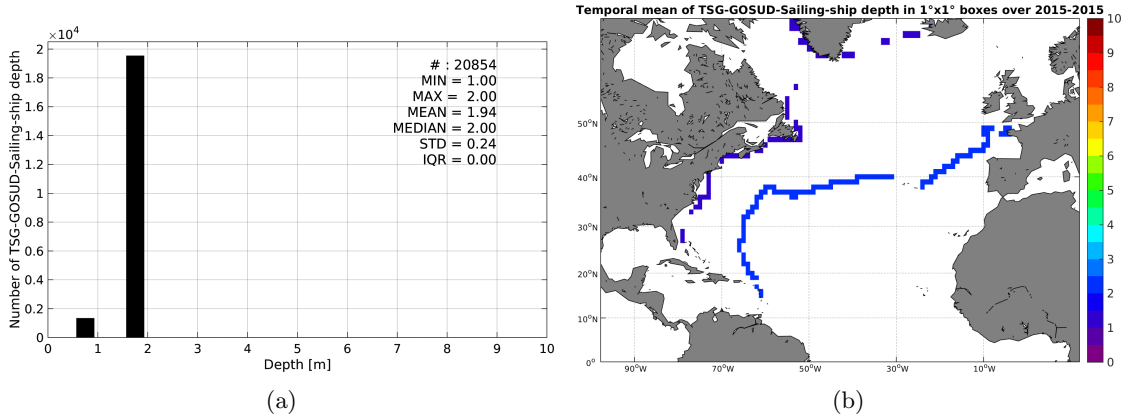 ×10⁴
2
1.8
1.6
1.4
1.2
1
0.8
0.6
0.4
0.2
0
Number of TSG-GOSUD-Sailing-ship depth
# : 20854
MIN = 1.00
MAX = 2.00
MEAN = 1.94
MEDIAN = 2.00
STD = 0.24
IQR = 0.00
0 1 2 3 4 5 6 7 8 9 10
Depth [m]
(a)
Temporal mean of TSG-GOSUD-Sailing-ship depth in 1°x1° boxes over 2015-2015
50°N
40°N
30°N
20°N
10°N
0°
90°W 70°W 50°W 30°W 10°W
10
9
8
7
6
5
4
3
2
1
0
(b)